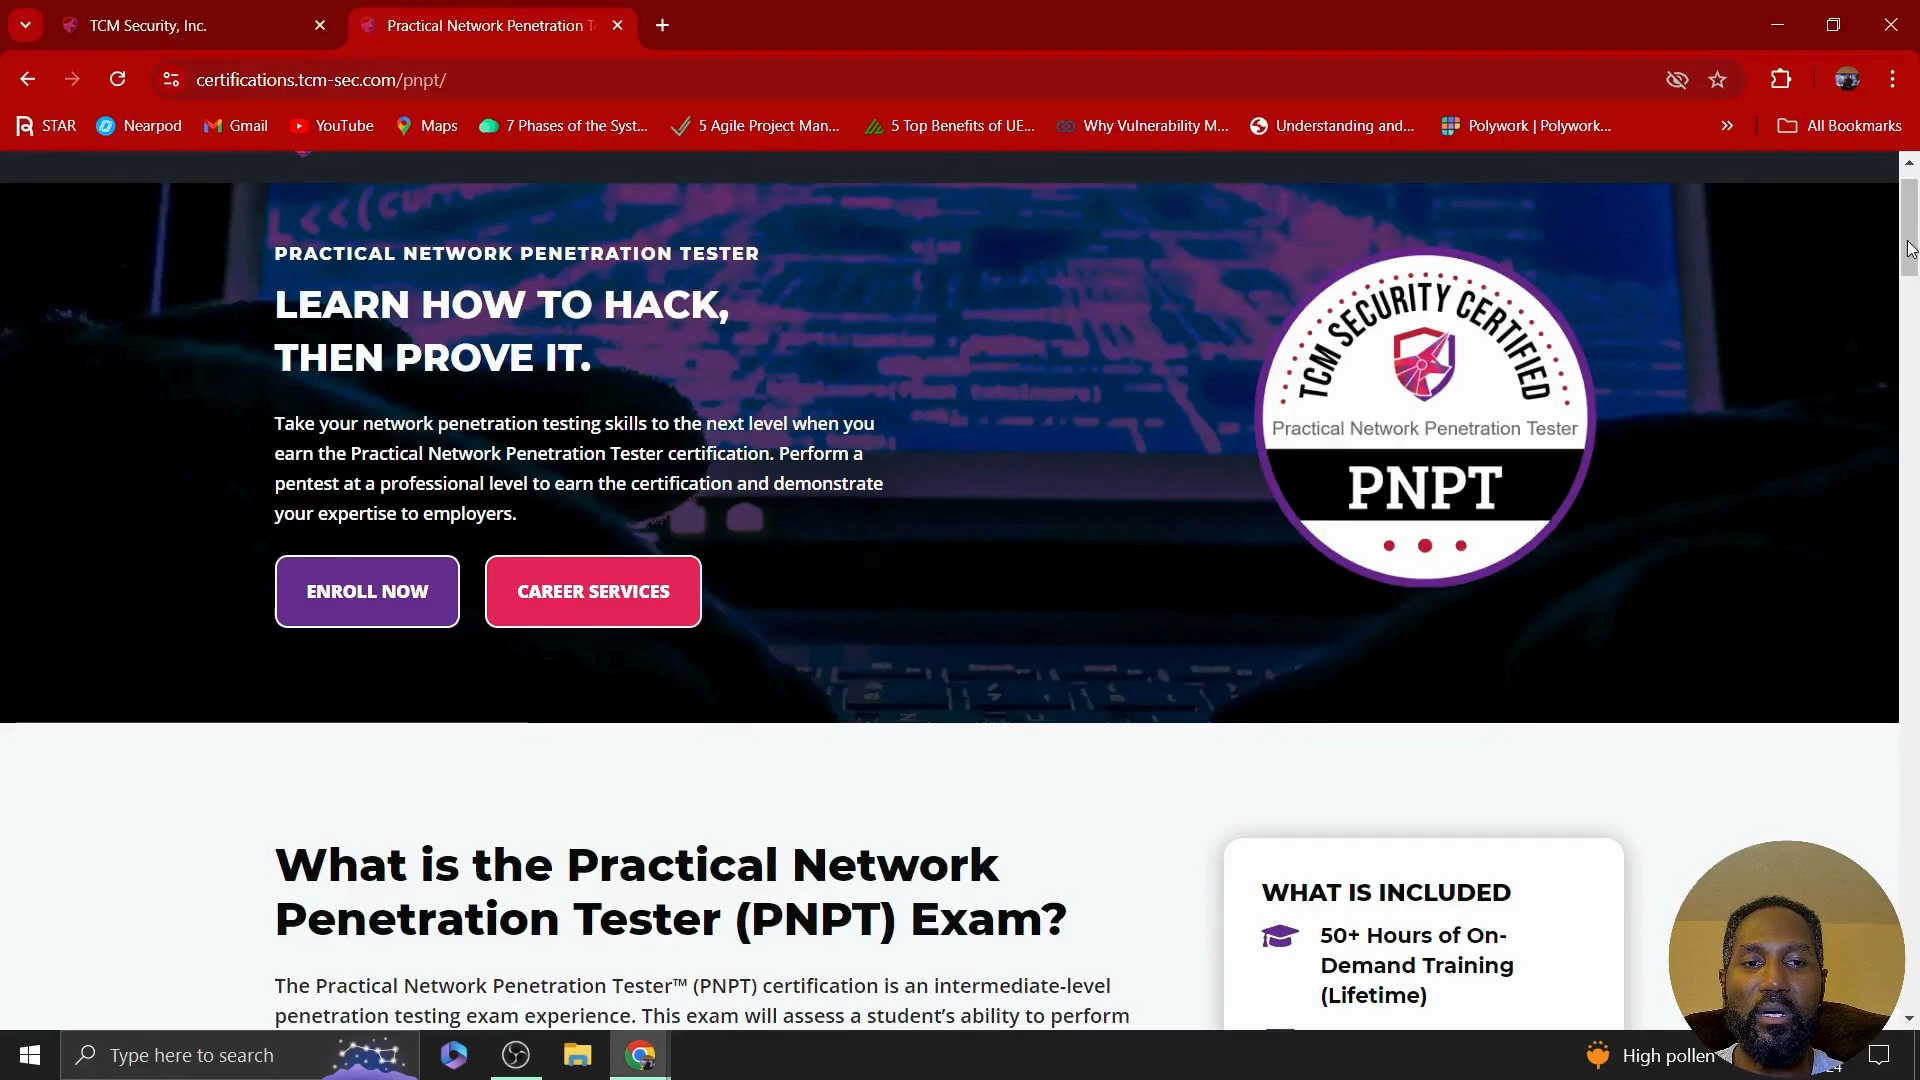 TCM Security, Inc.
Practical Network Penetration T
certifications.tcm-sec.com/pnpt/
STAR
Nearpod
Gmail
YouTube
Maps
7 Phases of the Syst...
5 Agile Project Man...
5 Top Benefits of UE...
Why Vulnerability M...
Understanding and...
Polywork | Polywork...
All Bookmarks
PRACTICAL NETWORK PENETRATION TESTER
LEARN HOW TO HACK,
THEN PROVE IT.
Take your network penetration testing skills to the next level when you
earn the Practical Network Penetration Tester certification. Perform a
pentest at a professional level to earn the certification and demonstrate
your expertise to employers.
ENROLL NOW
CAREER SERVICES
TCM SECURITY CERTIFIED
Practical Network Penetration Tester
PNPT
What is the Practical Network
Penetration Tester (PNPT) Exam?
The Practical Network Penetration Tester™ (PNPT) certification is an intermediate-level
penetration testing exam experience. This exam will assess a student's ability to perform
WHAT IS INCLUDED
50+ Hours of On-
Demand Training
(Lifetime)
Type here to search
High pollen